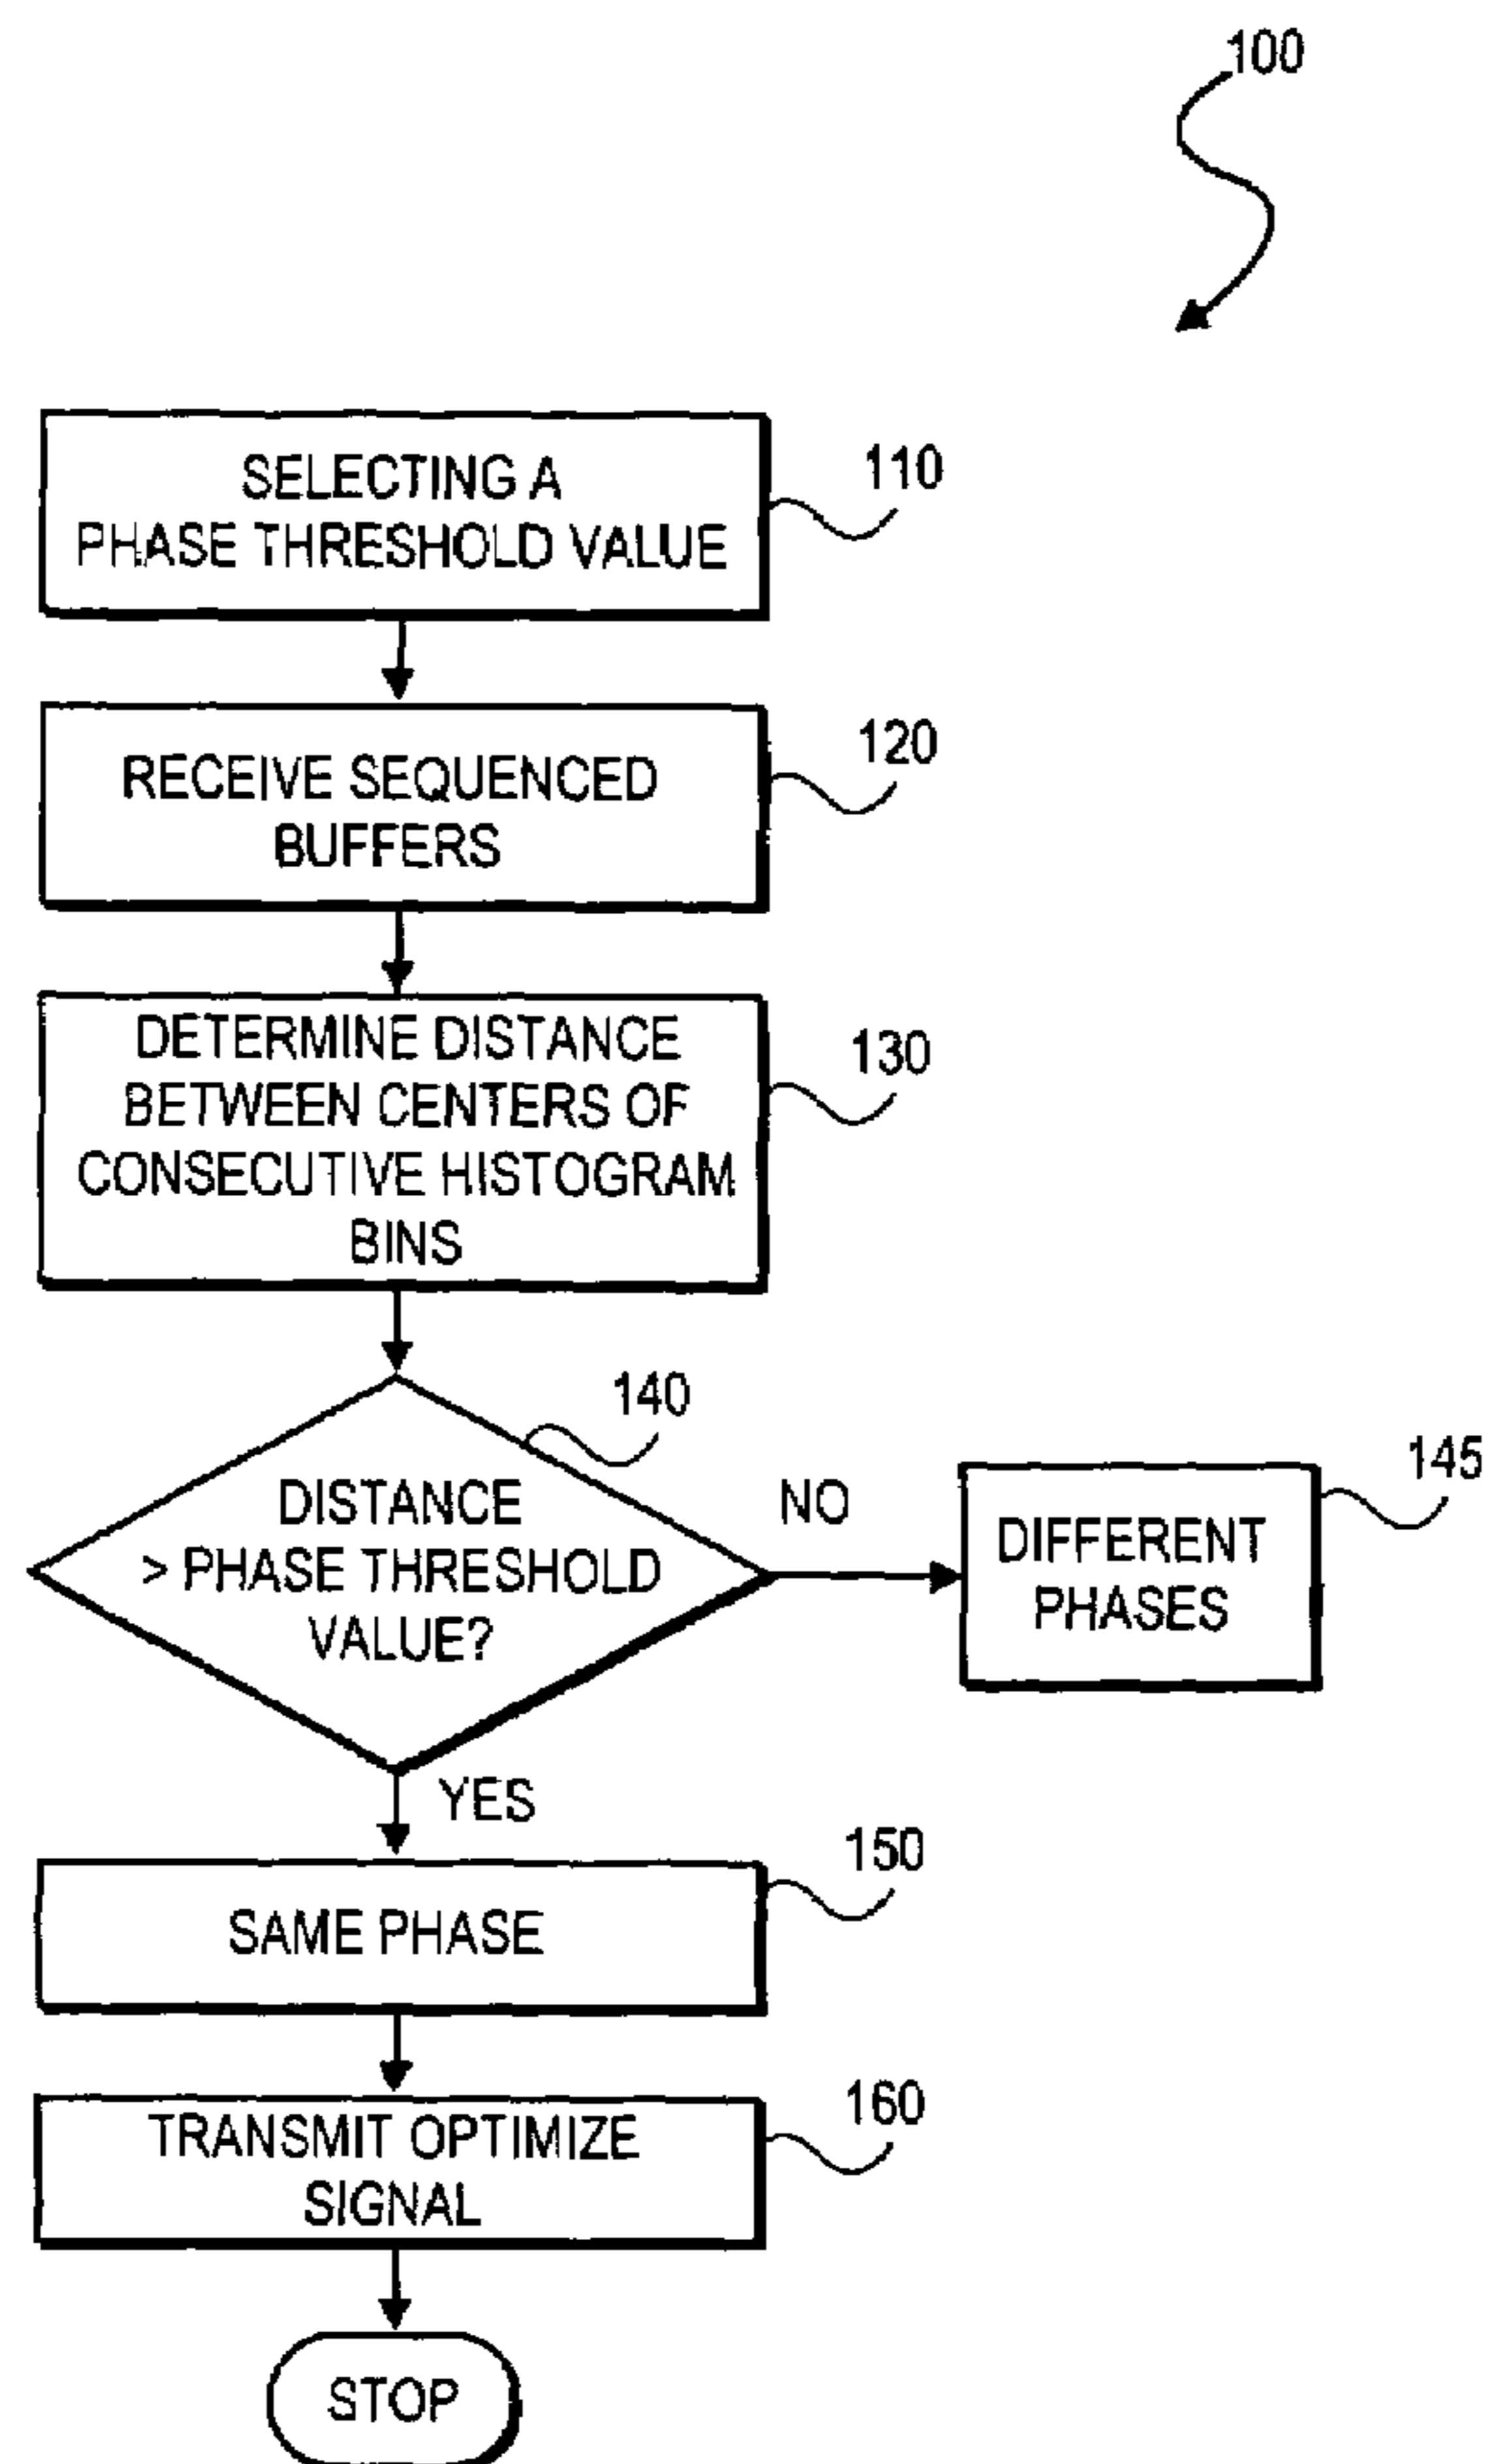 100
SELECTING A
PHASE THRESHOLD VALUE
110
RECEIVE SEQUENCED
BUFFERS
120
DETERMINE DISTANCE
BETWEEN CENTERS OF
CONSECUTIVE HISTOGRAM
BINS
130
140
DISTANCE
> PHASE THRESHOLD
VALUE?
NO
145
DIFFERENT
PHASES
YES
150
SAME PHASE
160
TRANSMIT OPTIMIZE
SIGNAL
STOP